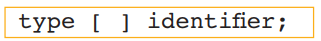 type [ ] identifier;